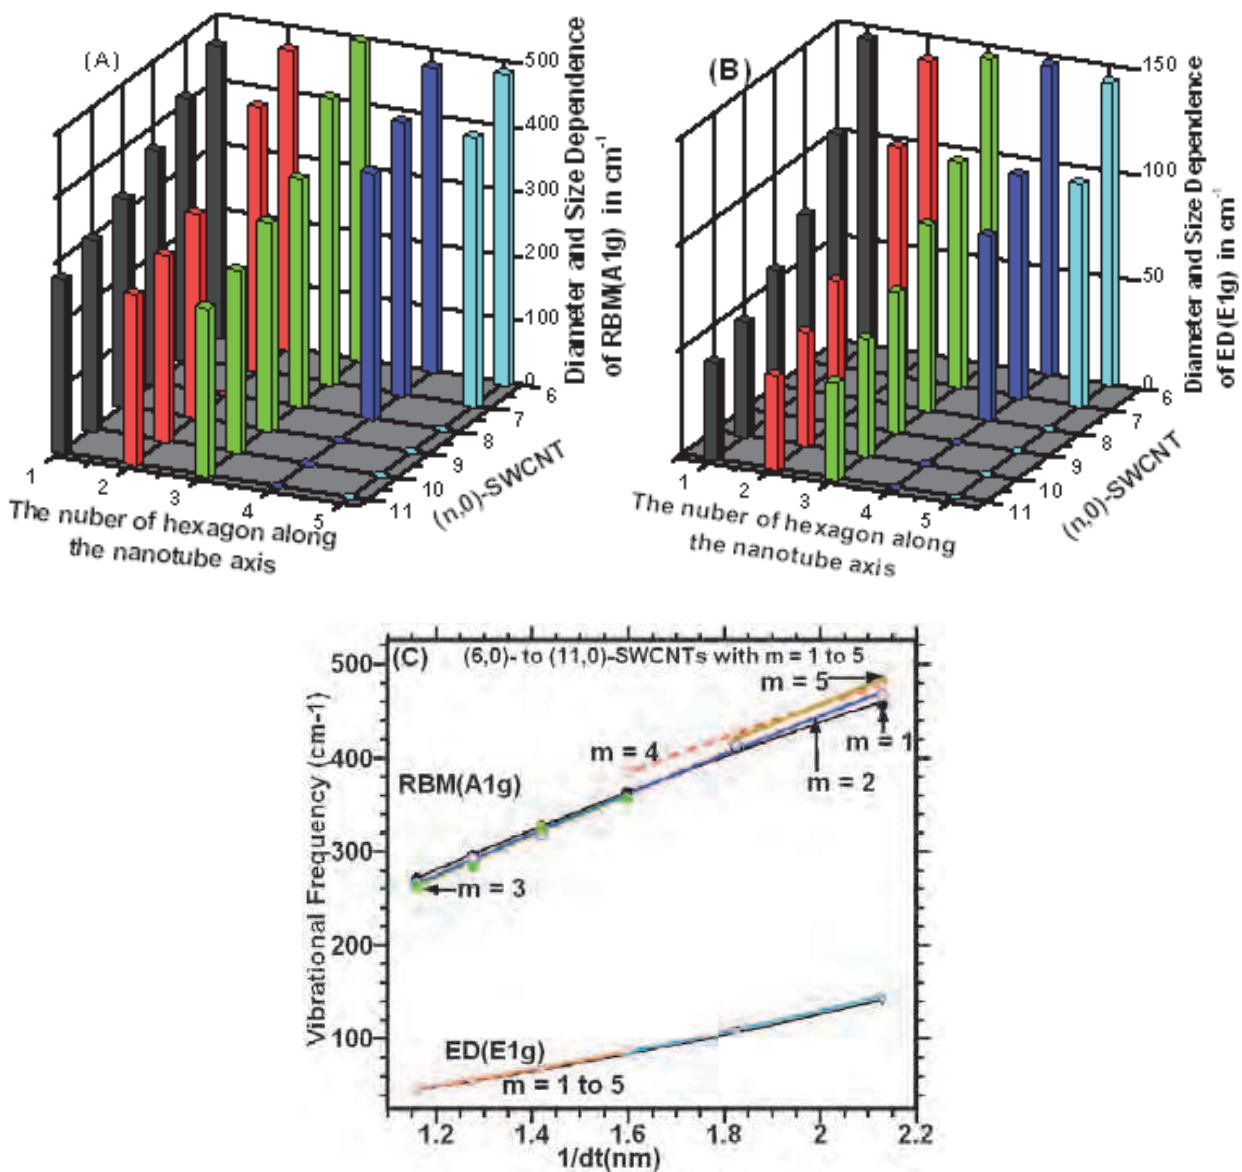 (A)
500
400
300
200
100
0
Diameter and Size Dependence
of RBM(A1g) in cm-1
6
7
8
9
10
11
(n,0)-SWCNT
1
2
3
4
5
The nuber of hexagon along
the nanotube axis
(B)
150
100
50
0
Diameter and Size Dependence
of ED(E1g) in cm-1
6
7
8
9
10
11
(n,0)-SWCNT
1
2
3
4
5
The nuber of hexagon along
the nanotube axis
(C) (6,0)- to (11,0)-SWCNTs with m = 1 to 5
500
400
300
200
100
Vibrational Frequency (cm-1)
m = 5
m = 4
m = 1
m = 2
RBM(A1g)
m = 3
ED(E1g)
m = 1 to 5
1.2 1.4 1.6 1.8 2 2.2
1/dt(nm)